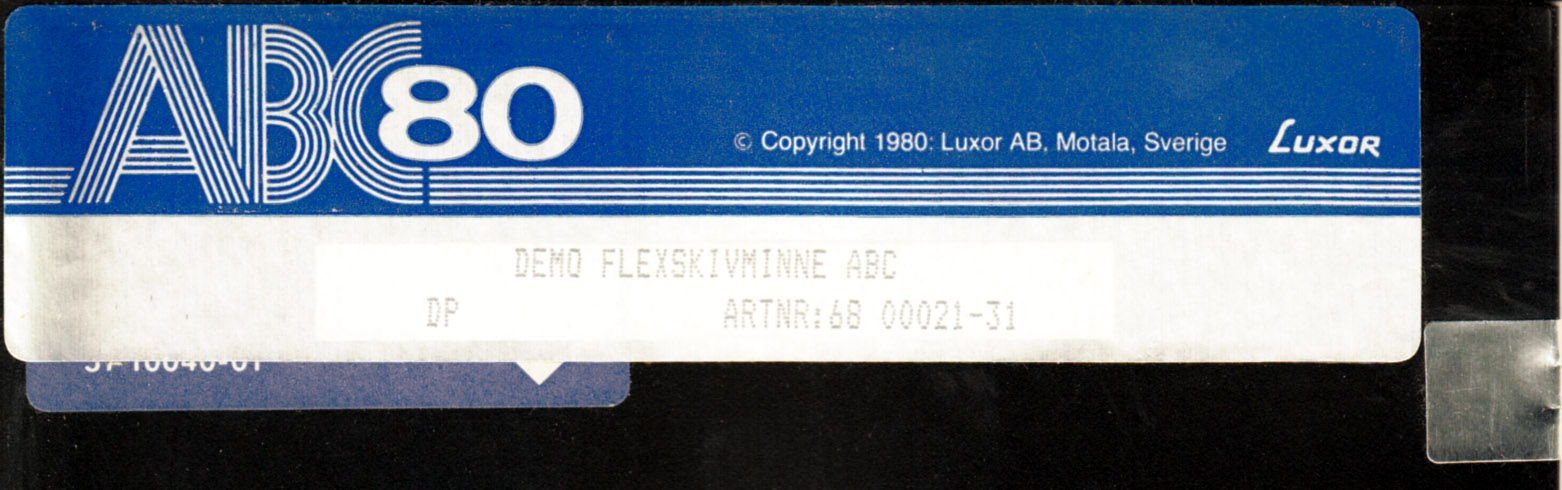 ABC80
© Copyright 1980: Luxor AB. Motala, Sverige
LUXOR
DEMO FLEXSKIVMINNE ABC
DP ARTNR:68 00021-31